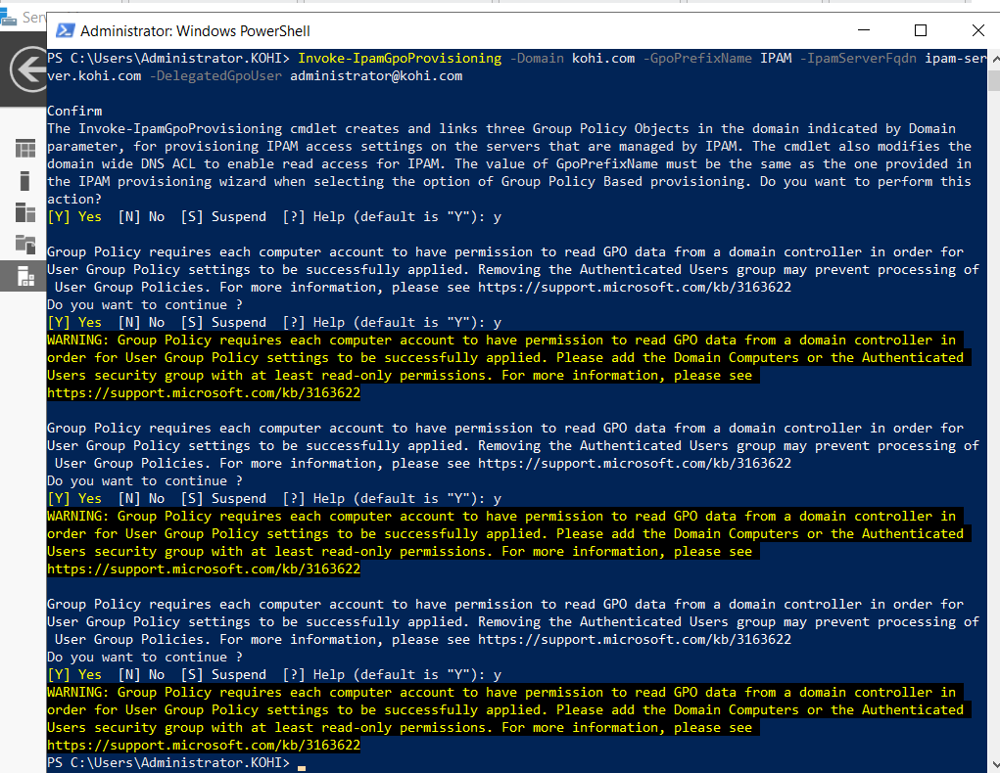 Serv
Administrator: Windows PowerShell
PS C:\Users\Administrator.KOHI> Invoke-IpamGpoProvisioning -Domain kohi.com -GpoPrefixName IPAM -IpamServerFqdn ipam-ser
ver.kohi.com -DelegatedGpoUser administrator@kohi.com
Confirm
The Invoke-IpamGpoProvisioning cmdlet creates and links three Group Policy Objects in the domain indicated by Domain
parameter, for provisioning IPAM access settings on the servers that are managed by IPAM. The cmdlet also modifies the
domain wide DNS ACL to enable read access for IPAM. The value of GpoPrefixName must be the same as the one provided in
the IPAM provisioning wizard when selecting the option of Group Policy Based provisioning. Do you want to perform this
action?
[Y] Yes  [N] No  [S] Suspend  [?] Help (default is "Y"): y
Group Policy requires each computer account to have permission to read GPO data from a domain controller in order for
User Group Policy settings to be successfully applied. Removing the Authenticated Users group may prevent processing of
User Group Policies. For more information, please see https://support.microsoft.com/kb/3163622
Do you want to continue ?
[Y] Yes  [N] No  [S] Suspend  [?] Help (default is "Y"): y
WARNING: Group Policy requires each computer account to have permission to read GPO data from a domain controller in
order for User Group Policy settings to be successfully applied. Please add the Domain Computers or the Authenticated
Users security group with at least read-only permissions. For more information, please see
https://support.microsoft.com/kb/3163622
Group Policy requires each computer account to have permission to read GPO data from a domain controller in order for
User Group Policy settings to be successfully applied. Removing the Authenticated Users group may prevent processing of
User Group Policies. For more information, please see https://support.microsoft.com/kb/3163622
Do you want to continue ?
[Y] Yes  [N] No  [S] Suspend  [?] Help (default is "Y"): y
WARNING: Group Policy requires each computer account to have permission to read GPO data from a domain controller in
order for User Group Policy settings to be successfully applied. Please add the Domain Computers or the Authenticated
Users security group with at least read-only permissions. For more information, please see
https://support.microsoft.com/kb/3163622
Group Policy requires each computer account to have permission to read GPO data from a domain controller in order for
User Group Policy settings to be successfully applied. Removing the Authenticated Users group may prevent processing of
User Group Policies. For more information, please see https://support.microsoft.com/kb/3163622
Do you want to continue ?
[Y] Yes  [N] No  [S] Suspend  [?] Help (default is "Y"): y
WARNING: Group Policy requires each computer account to have permission to read GPO data from a domain controller in
order for User Group Policy settings to be successfully applied. Please add the Domain Computers or the Authenticated
Users security group with at least read-only permissions. For more information, please see
https://support.microsoft.com/kb/3163622
PS C:\Users\Administrator.KOHI>